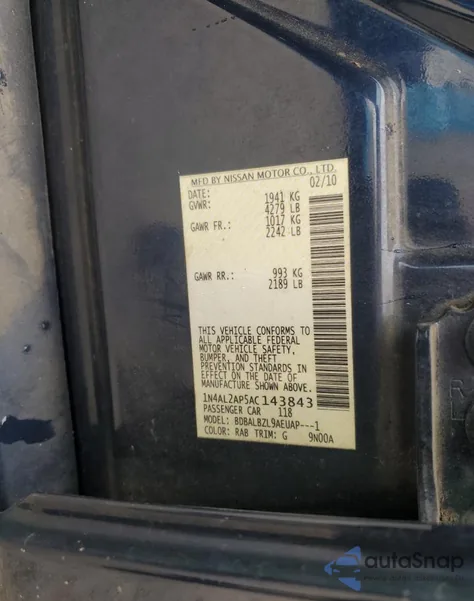 MFD BY NISSAN MOTOR CO., LTD.
DATE: 02/10
GVWR: 1941 KG
4279 LB
GAWR FR.: 1017 KG
2242 LB
GAWR RR.: 993 KG
2189 LB
THIS VEHICLE CONFORMS TO
ALL APPLICABLE FEDERAL
MOTOR VEHICLE SAFETY,
BUMPER, AND THEFT
PREVENTION STANDARDS IN
EFFECT ON THE DATE OF
MANUFACTURE SHOWN ABOVE.
1N4AL2AP5AC143843
PASSENGER CAR 118
MODEL: BDBALBZL9AEUAP---1
COLOR: RAB TRIM: G 9N00A
R
L
autoSnap